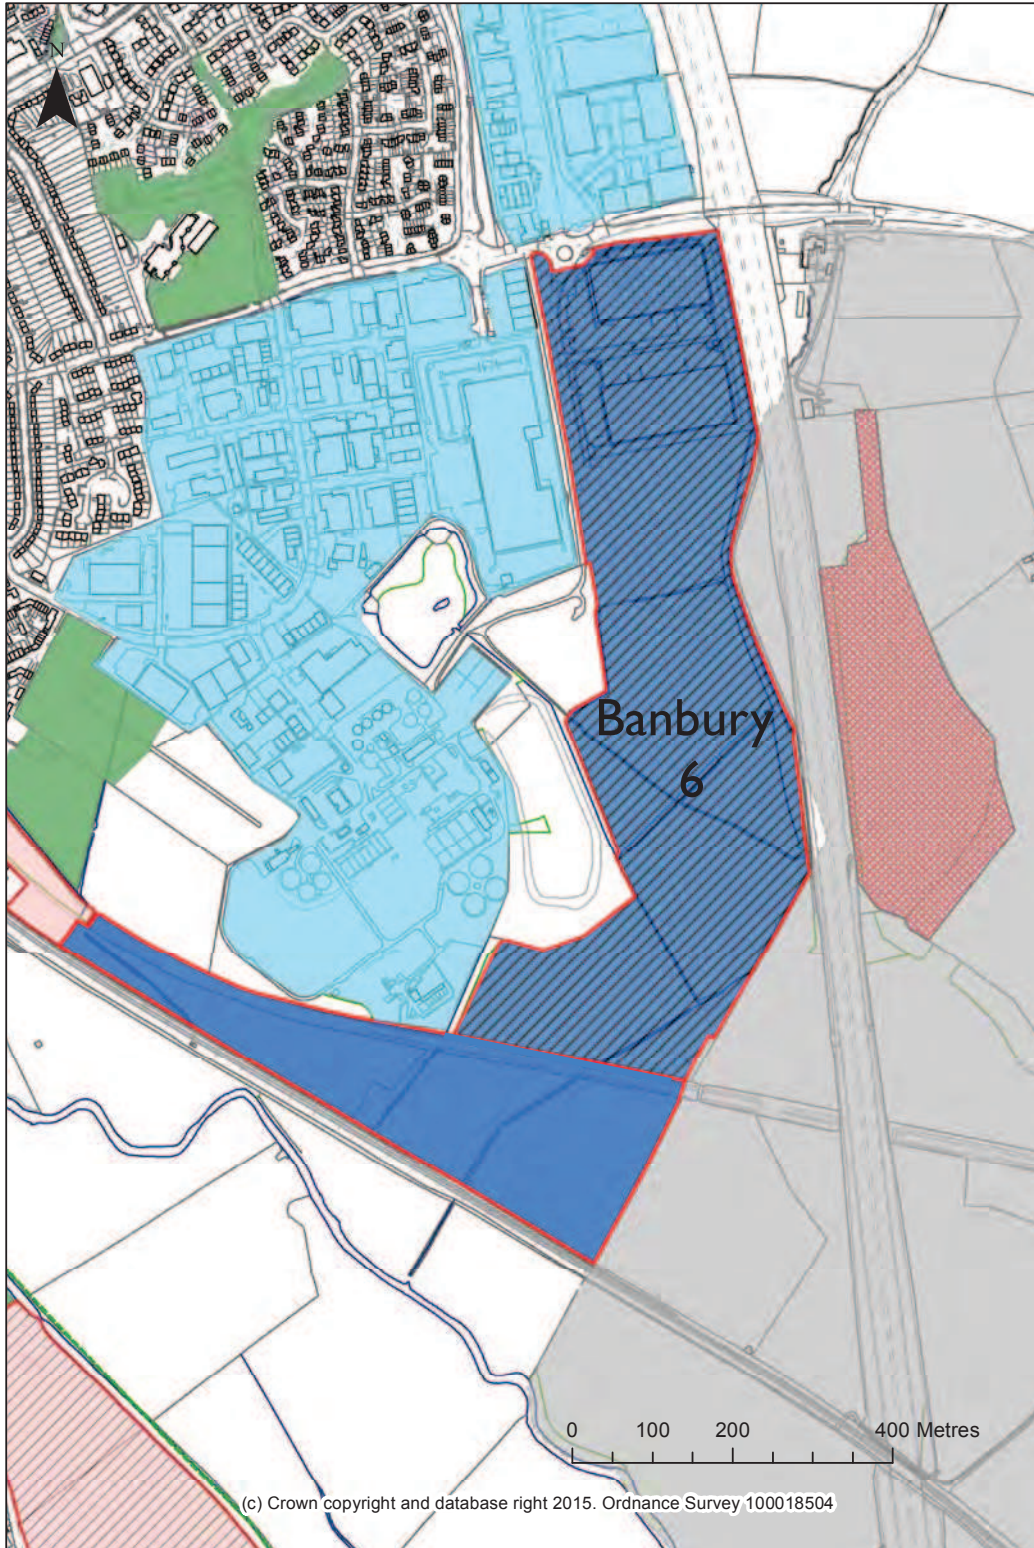 N
Banbury
6
0 100 200 400 Metres
(c) Crown copyright and database right 2015. Ordnance Survey 100018504